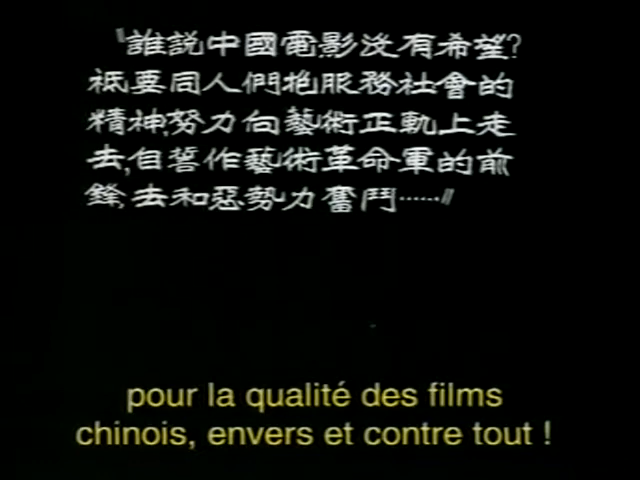 "誰説中國電影没有希望?
祗要同人們抱服務社會的
精神,努力向藝術正軌上走
去,自誓作藝術革命軍的前
鋒,去和惡勢力奮鬥……"
pour la qualité des films
chinois, envers et contre tout !